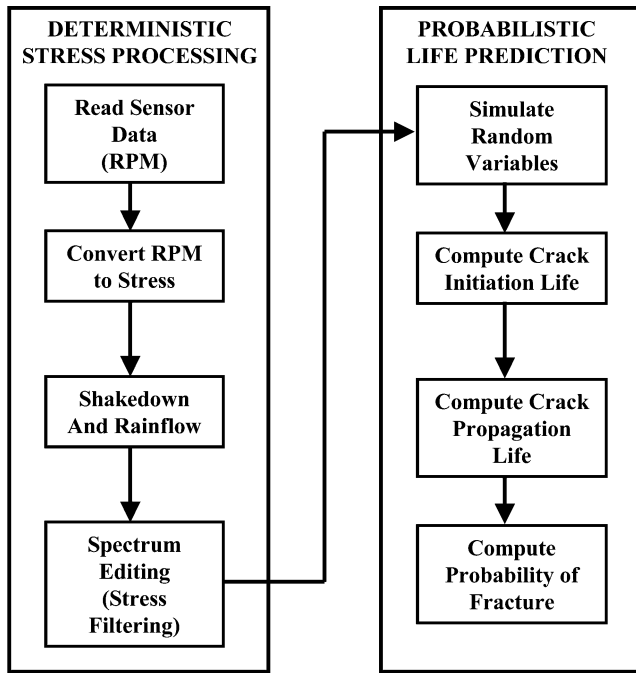 DETERMINISTIC
STRESS PROCESSING
Read Sensor
Data
(RPM)
Convert RPM
to Stress
Shakedown
And Rainflow
Spectrum
Editing
(Stress
Filtering)
PROBABILISTIC
LIFE PREDICTION
Simulate
Random
Variables
Compute Crack
Initiation Life
Compute Crack
Propagation
Life
Compute
Probability of
Fracture